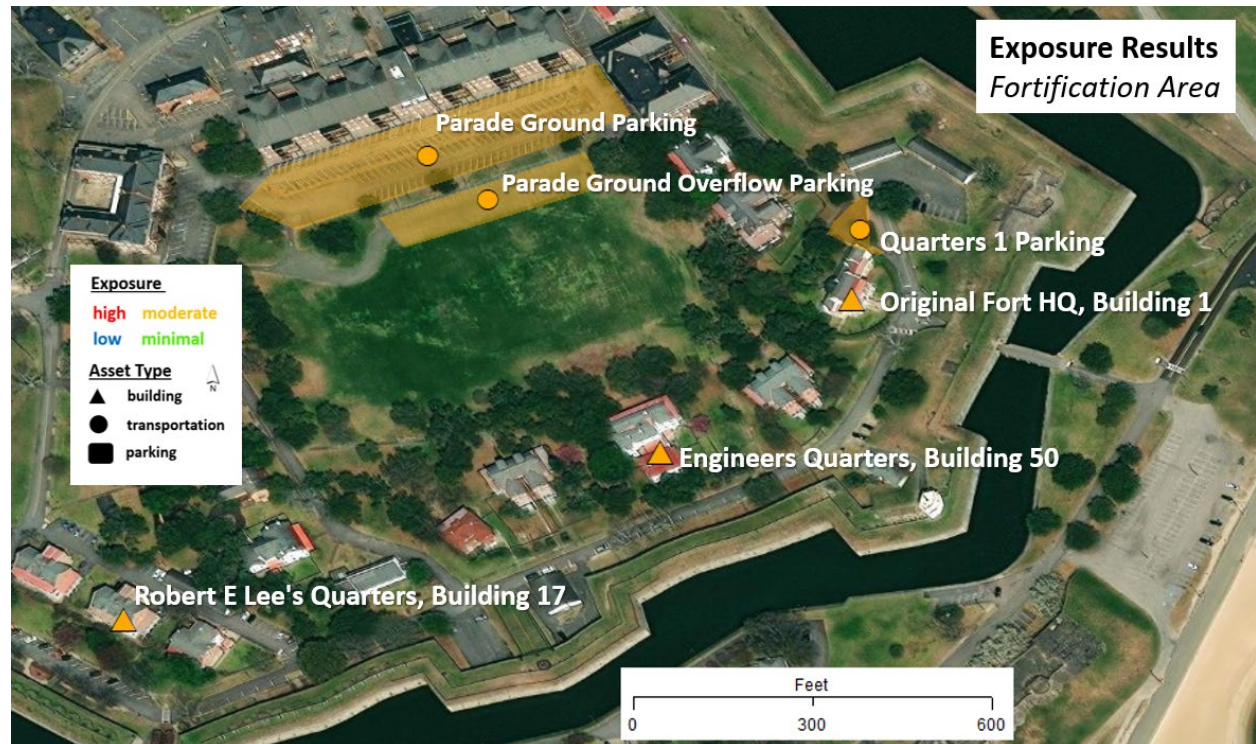 Exposure Results
Fortification Area
Parade Ground Parking
Parade Ground Overflow Parking
Quarters 1 Parking
Original Fort HQ, Building 1
Exposure
high moderate
low minimal
Asset Type
N
building
transportation
parking
Engineers Quarters, Building 50
Robert E Lee's Quarters, Building 17
Feet
0 300 600